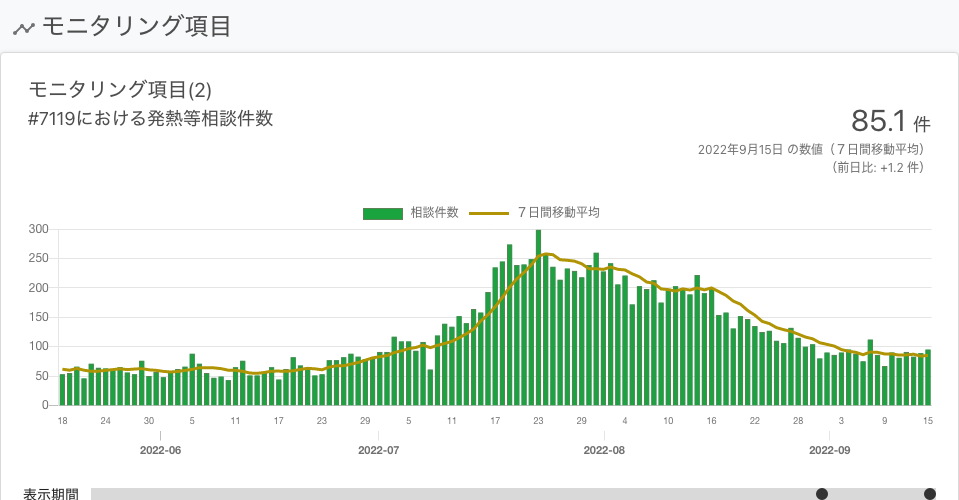 モニタリング項目
モニタリング項目(2)
#7119における発熱等相談件数
85.1 件
2022年9月15日 の数値（７日間移動平均）
（前日比: +1.2 件）
相談件数 ７日間移動平均
300
250
200
150
100
50
0
18 24 30 5 11 17 23 29 5 11 17 23 29 4 10 16 22 28 3 9 15
2022-06 2022-07 2022-08 2022-09
表示期間